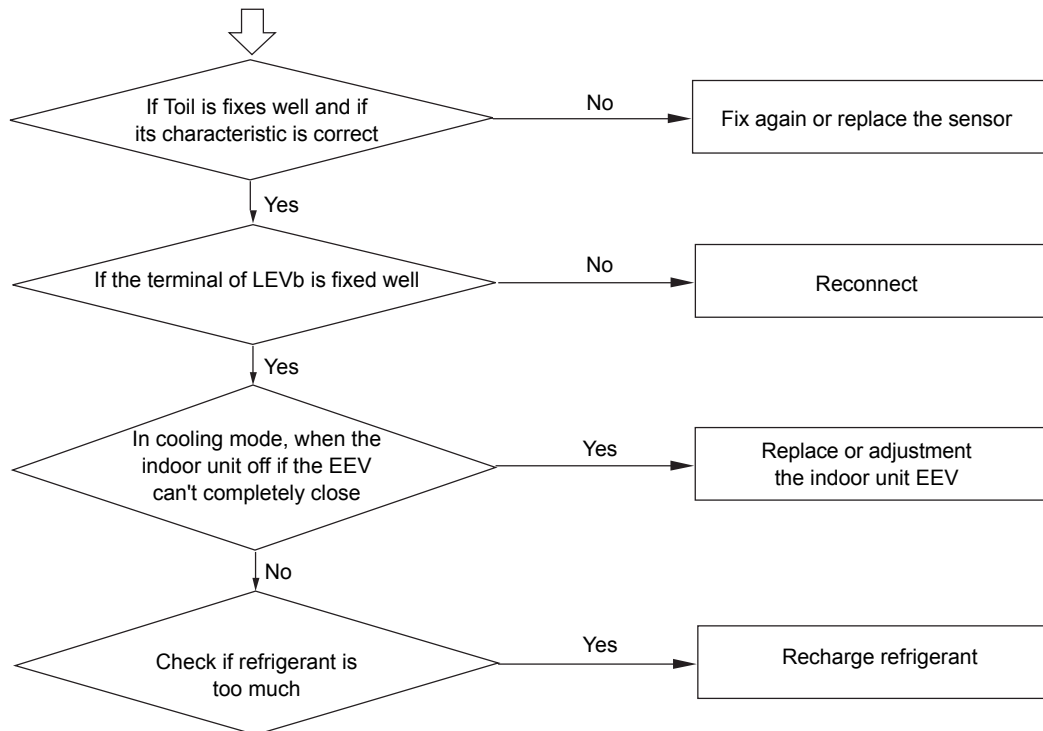 If Toil is fixes well and if
its characteristic is correct
No
Fix again or replace the sensor
Yes
If the terminal of LEVb is fixed well
No
Reconnect
Yes
In cooling mode, when the
indoor unit off if the EEV
can't completely close
Yes
Replace or adjustment
the indoor unit EEV
No
Check if refrigerant is
too much
Yes
Recharge refrigerant